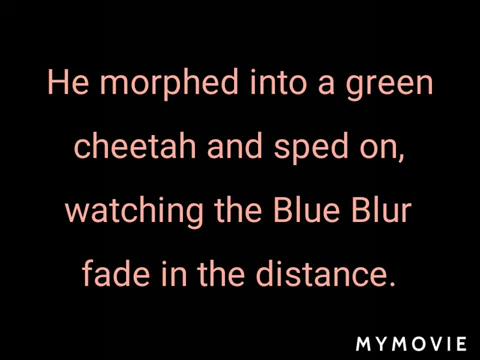 He morphed into a green
cheetah and sped on,
watching the Blue Blur
fade in the distance.
MYMOVIE